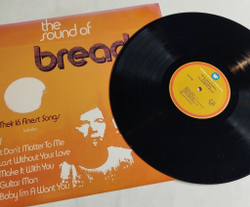 the
sound of
bread
Their 16 Finest Songs
It Don't Matter To Me
Lost Without Your Love
Make It With You
Guitar Man
Baby I'm A Want You